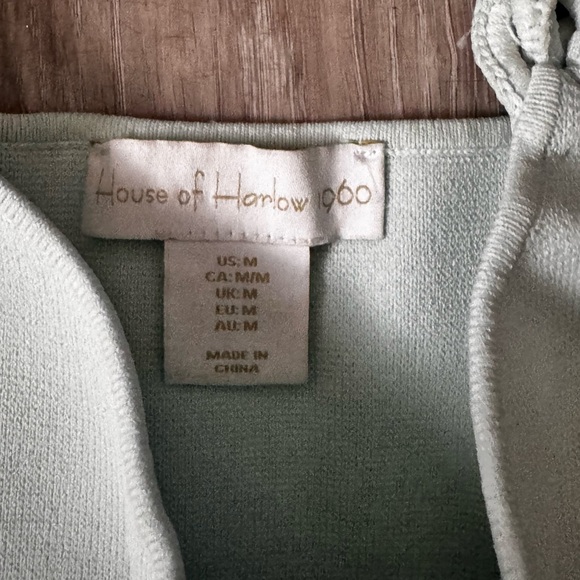 House of Harlow 1960
US: M
CA: M/M
UK: M
EU: M
AU: M
MADE IN
CHINA